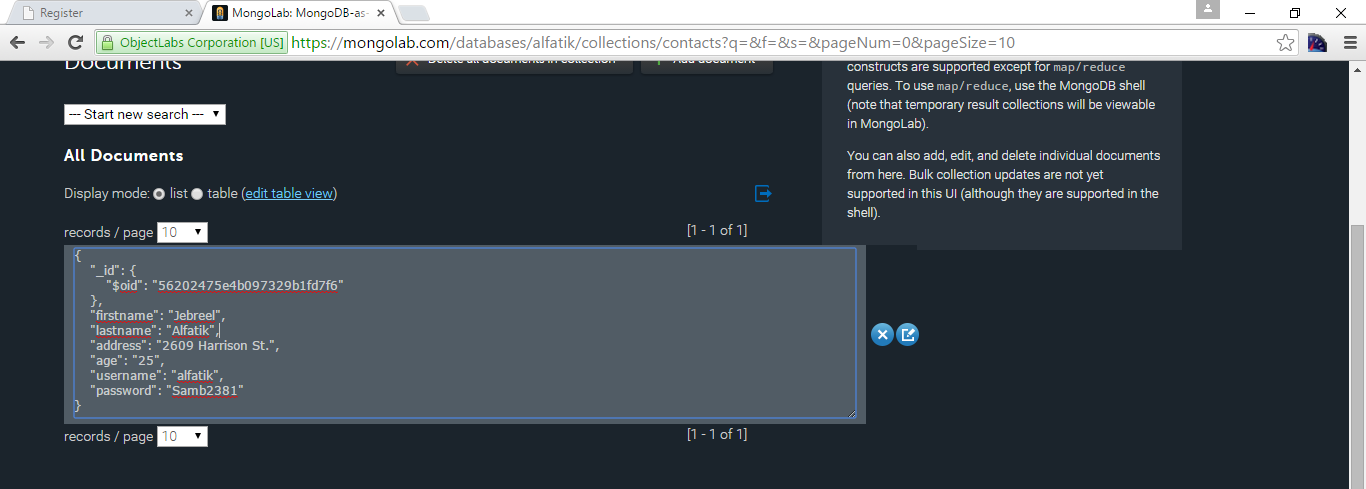 Register
MongoLab: MongoDB-as-
ObjectLabs Corporation [US]
https://mongolab.com/databases/alfatik/collections/contacts?q=&f=&s=&pageNum=0&pageSize=10
Documents
Delete all documents in collection
Add document
--- Start new search ---
All Documents
Display mode: list table (edit table view)
records / page 10
[1 - 1 of 1]
{
"_id": {
"$oid": "56202475e4b097329b1fd7f6"
},
"firstname": "Jebreel",
"lastname": "Alfatik",
"address": "2609 Harrison St.",
"age": "25",
"username": "alfatik",
"password": "Samb2381"
}
records / page 10
[1 - 1 of 1]
constructs are supported except for map/reduce
queries. To use map/reduce, use the MongoDB shell
(note that temporary result collections will be viewable
in MongoLab).
You can also add, edit, and delete individual documents
from here. Bulk collection updates are not yet
supported in this UI (although they are supported in the
shell).